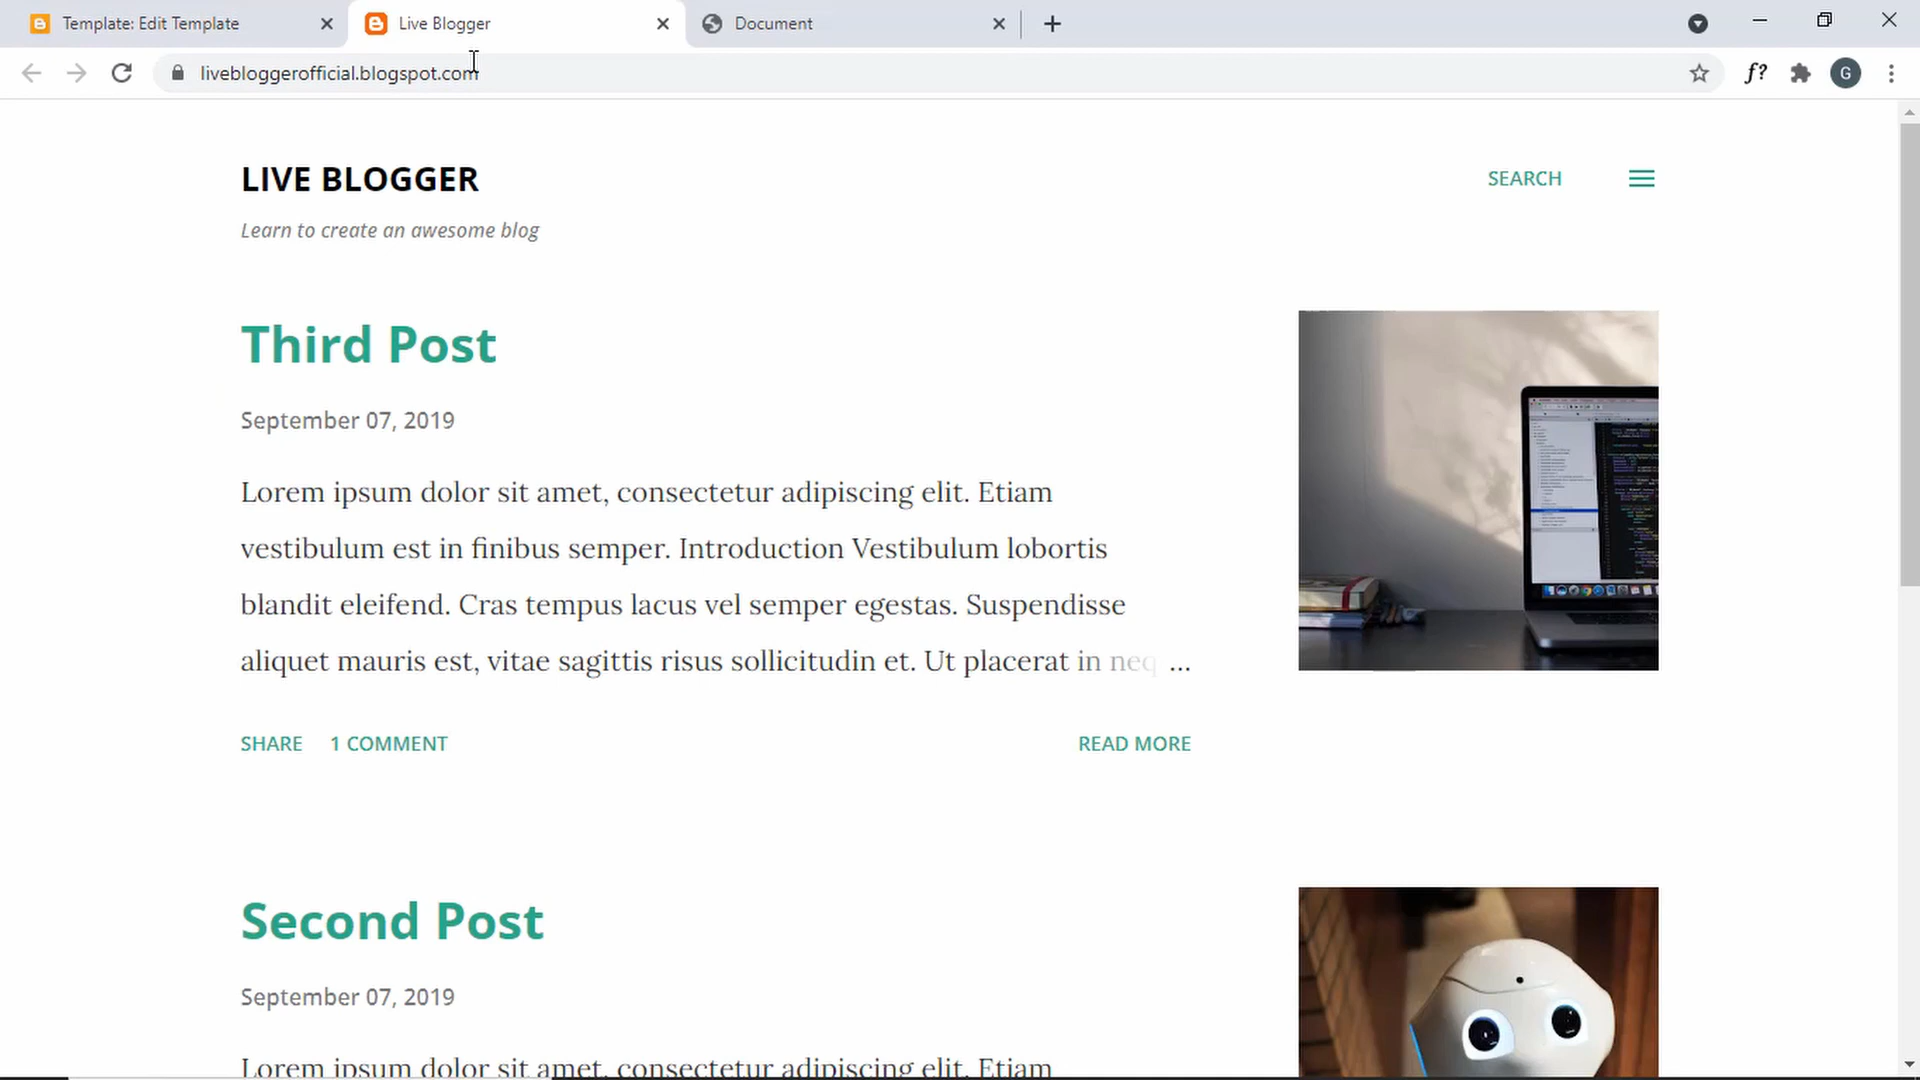 Template: Edit Template
Live Blogger
Document
livebloggerofficial.blogspot.com
f?
G
LIVE BLOGGER
SEARCH
Learn to create an awesome blog
Third Post
September 07, 2019
Lorem ipsum dolor sit amet, consectetur adipiscing elit. Etiam
vestibulum est in finibus semper. Introduction Vestibulum lobortis
blandit eleifend. Cras tempus lacus vel semper egestas. Suspendisse
aliquet mauris est, vitae sagittis risus sollicitudin et. Ut placerat in neq ...
SHARE 1 COMMENT READ MORE
Second Post
September 07, 2019
Lorem ipsum dolor sit amet, consectetur adipiscing elit. Etiam